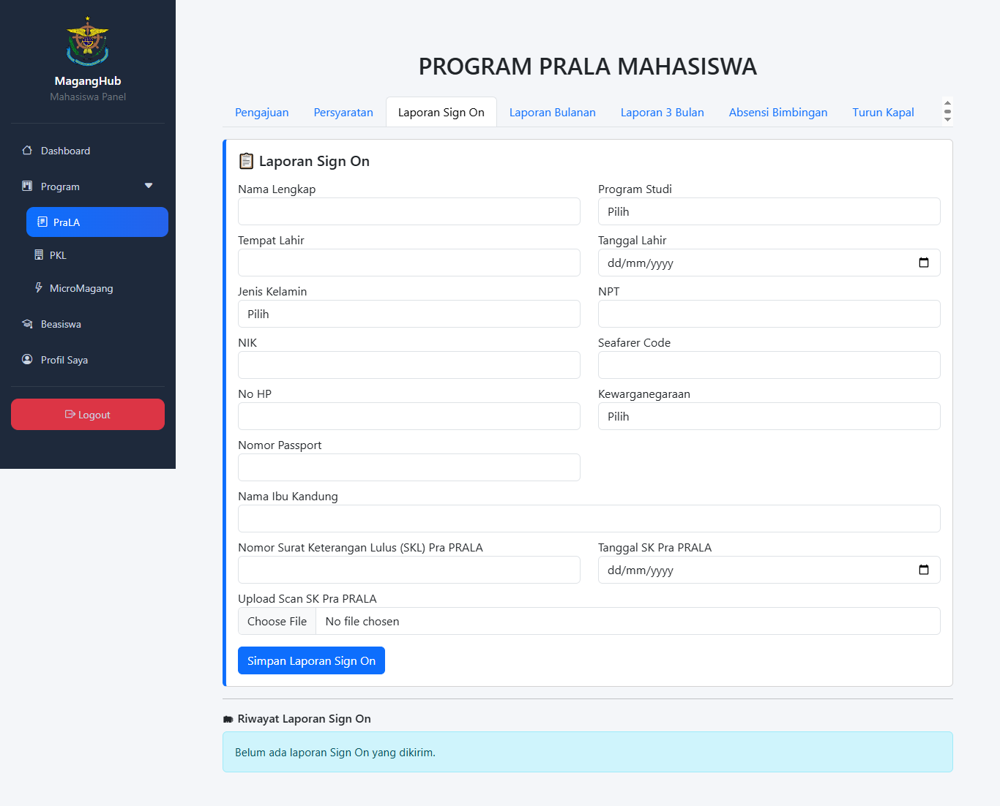 MagangHub
Mahasiswa Panel
Dashboard
Program
PraLA
PKL
MicroMagang
Beasiswa
Profil Saya
Logout
PROGRAM PRALA MAHASISWA
Pengajuan Persyaratan Laporan Sign On Laporan Bulanan Laporan 3 Bulan Absensi Bimbingan Turun Kapal
Laporan Sign On
Nama Lengkap Program Studi
Pilih
Tempat Lahir Tanggal Lahir
dd/mm/yyyy
Jenis Kelamin NPT
Pilih
NIK Seafarer Code
No HP Kewarganegaraan
Pilih
Nomor Passport
Nama Ibu Kandung
Nomor Surat Keterangan Lulus (SKL) Pra PRALA Tanggal SK Pra PRALA
dd/mm/yyyy
Upload Scan SK Pra PRALA
Choose File No file chosen
Simpan Laporan Sign On
Riwayat Laporan Sign On
Belum ada laporan Sign On yang dikirim.